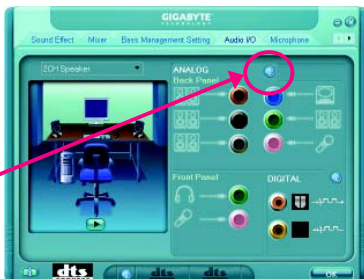 GIGABYTE
Sound Effect Mixer Bass Management Setting Audio I/O Microphone
2CH Speaker
ANALOG
Back Panel
Front Panel
DIGITAL
dts dts dts OK